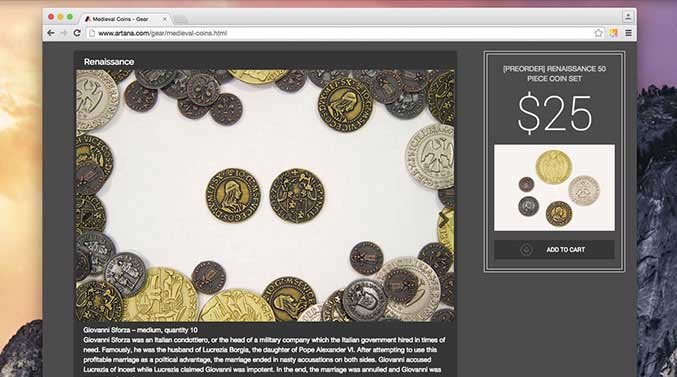 Medieval Coins - Gear
www.artana.com/gear/medieval-coins.html
Renaissance
Giovanni Sforza – medium, quantity 10
Giovanni Sforza was an Italian condottiero, or the head of a military company which the Italian government hired in times of
need. Famously, he was the husband of Lucrezia Borgia, the daughter of Pope Alexander VI. After attempting to use this
profitable marriage as a political advantage, the marriage ended in nasty accusations on both sides. Giovanni accused
Lucrezia of incest while Lucrezia claimed Giovanni was impotent. In the end, the marriage was annulled and Giovanni was
[PREORDER] RENAISSANCE 50
PIECE COIN SET
$25
ADD TO CART